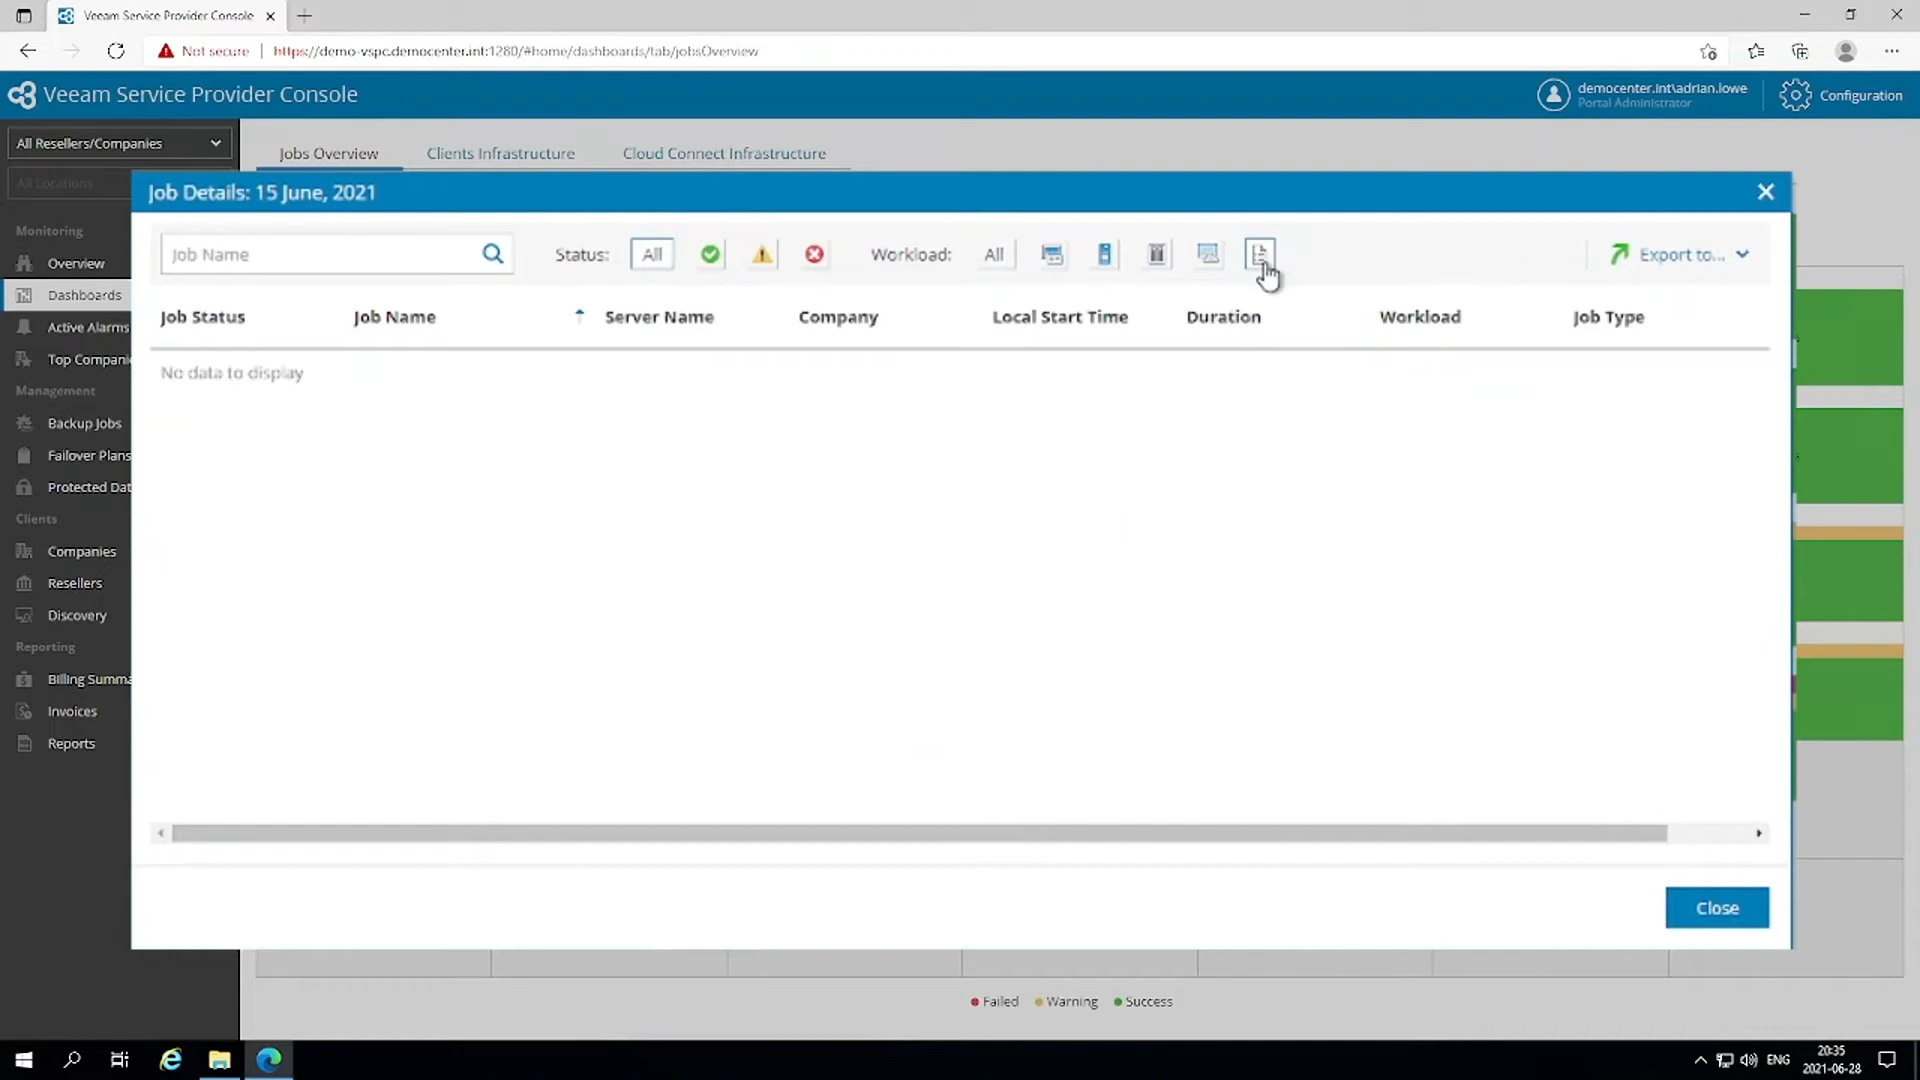 Veeam Service Provider Console
Not secure | https://demo-vspc.democenter.int:1280/#home/dashboards/tab/jobsOverview
Veeam Service Provider Console
democenter.int\adrian.lowe
Portal Administrator
Configuration
All Resellers/Companies
Jobs Overview
Clients Infrastructure
Cloud Connect Infrastructure
All Locations
Job Details: 15 June, 2021
Job Name
Status:
All
Workload:
All
Export to...
Job Status
Job Name
Server Name
Company
Local Start Time
Duration
Workload
Job Type
No data to display
Monitoring
Overview
Dashboards
Active Alarms
Top Compani
Management
Backup Jobs
Failover Plans
Protected Dat
Clients
Companies
Resellers
Discovery
Reporting
Billing Summa
Invoices
Reports
Close
Failed
Warning
Success
ENG
20:35
2021-06-28